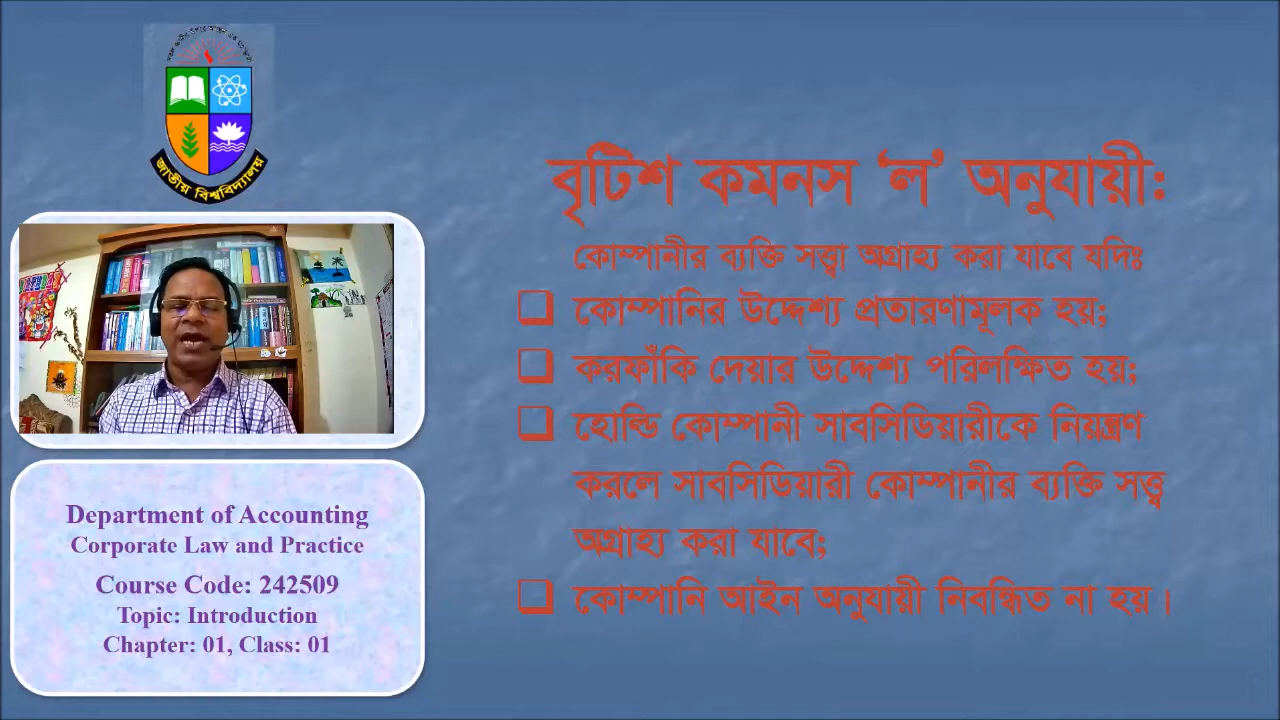 জাতীয় বিশ্ববিদ্যালয়
Department of Accounting
Corporate Law and Practice
Course Code: 242509
Topic: Introduction
Chapter: 01, Class: 01
বৃটিশ কমনস ‘ল’ অনুযায়ী:
কোম্পানীর ব্যক্তি সত্ত্বা অগ্রাহ্য করা যাবে যদিঃ
❑ কোম্পানির উদ্দেশ্য প্রতারণামূলক হয়;
❑ করফাঁকি দেয়ার উদ্দেশ্য পরিলক্ষিত হয়;
❑ হোল্ডি কোম্পানী সাবসিডিয়ারীকে নিয়ন্ত্রণ
করলে সাবসিডিয়ারী কোম্পানীর ব্যক্তি সত্ত্ব
অগ্রাহ্য করা যাবে;
❑ কোম্পানি আইন অনুযায়ী নিবন্ধিত না হয়।